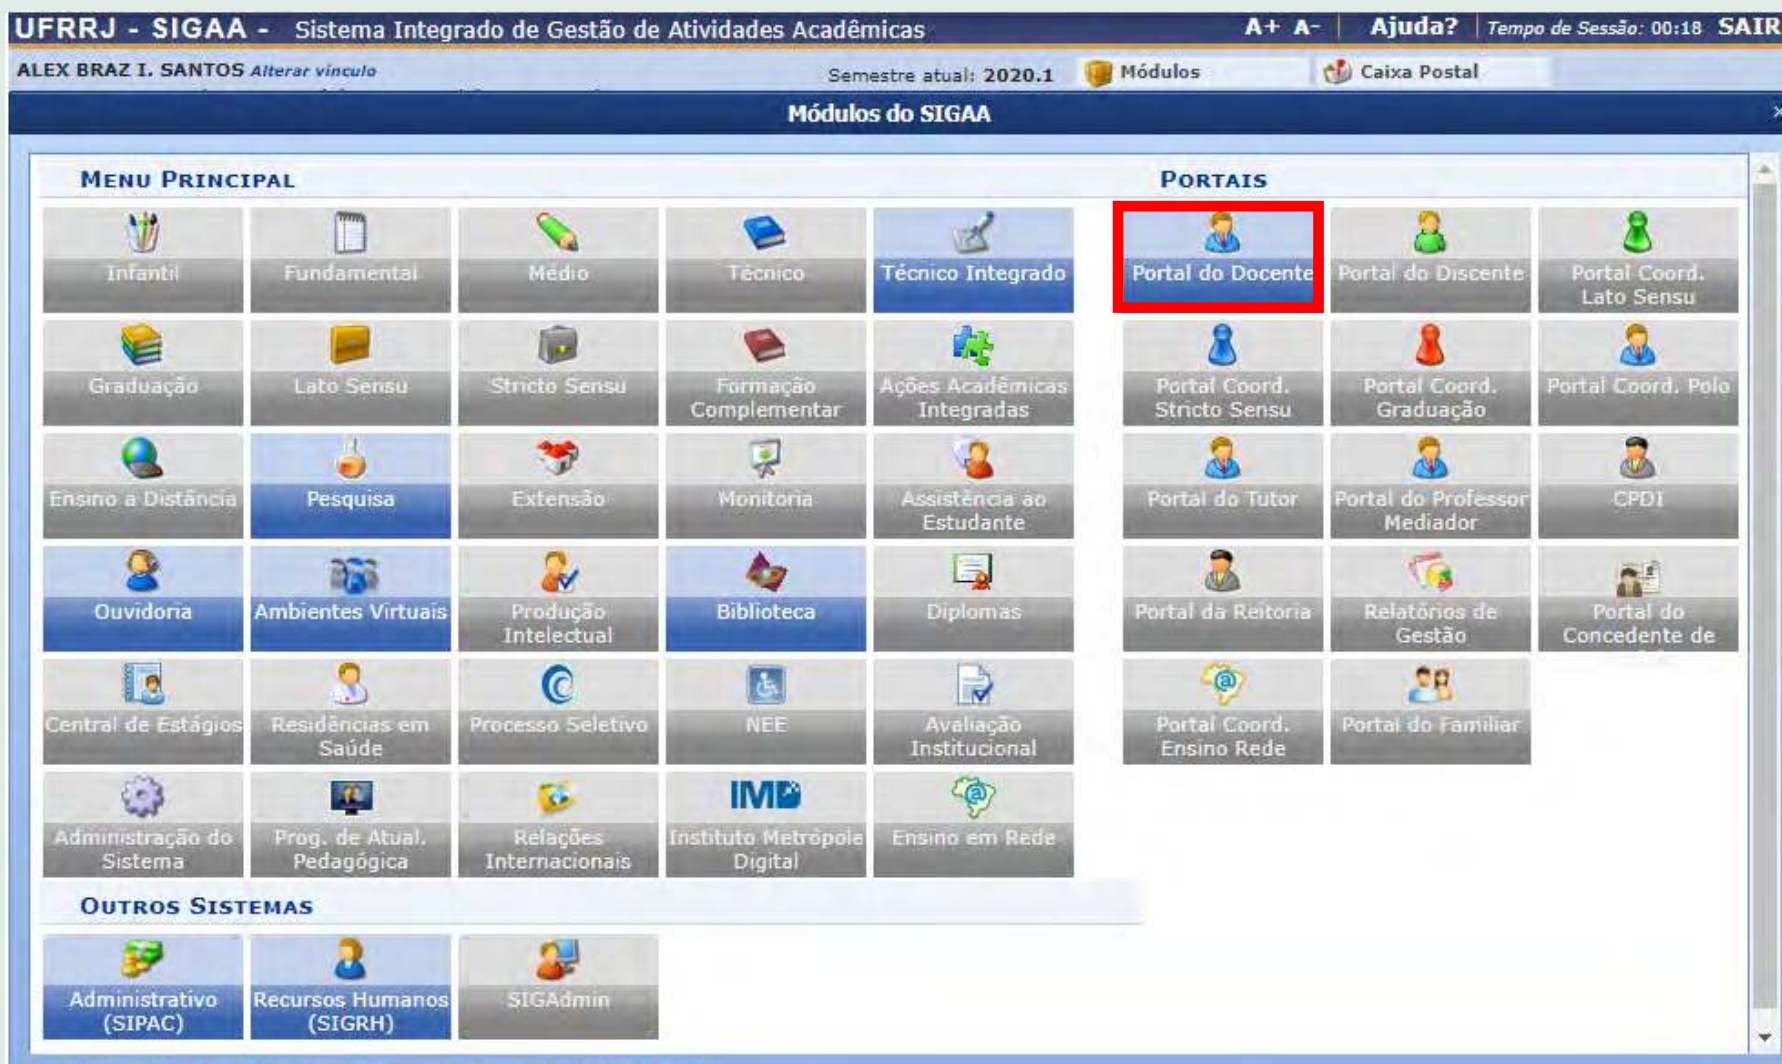 UFRRJ - SIGAA - Sistema Integrado de Gestão de Atividades Acadêmicas A+ A- Ajuda? Tempo de Sessão: 00:18 SAIR
ALEX BRAZ I. SANTOS Alterar vínculo Semestre atual: 2020.1 Módulos Caixa Postal
Módulos do SIGAA
MENU PRINCIPAL
Infantil
Fundamental
Médio
Técnico
Técnico Integrado
Graduação
Lato Sensu
Stricto Sensu
Formação
Complementar
Ações Acadêmicas
Integradas
Ensino a Distância
Pesquisa
Extensão
Monitoria
Assistência ao
Estudante
Ouvidoria
Ambientes Virtuais
Produção
Intelectual
Biblioteca
Diplomas
Central de Estágios
Residências em
Saúde
Processo Seletivo
NEE
Avaliação
Institucional
Administração do
Sistema
Prog. de Atual.
Pedagógica
Relações
Internacionais
IMD
Instituto Metrópole
Digital
Ensino em Rede
PORTAIS
Portal do Docente
Portal do Discente
Portal Coord.
Lato Sensu
Portal Coord.
Stricto Sensu
Portal Coord.
Graduação
Portal Coord. Polo
Portal do Tutor
Portal do Professor
Mediador
CPDI
Portal da Reitoria
Relatórios de
Gestão
Portal do
Concedente de
Portal Coord.
Ensino Rede
Portal do Familiar
OUTROS SISTEMAS
Administrativo
(SIPAC)
Recursos Humanos
(SIGRH)
SIGAdmin